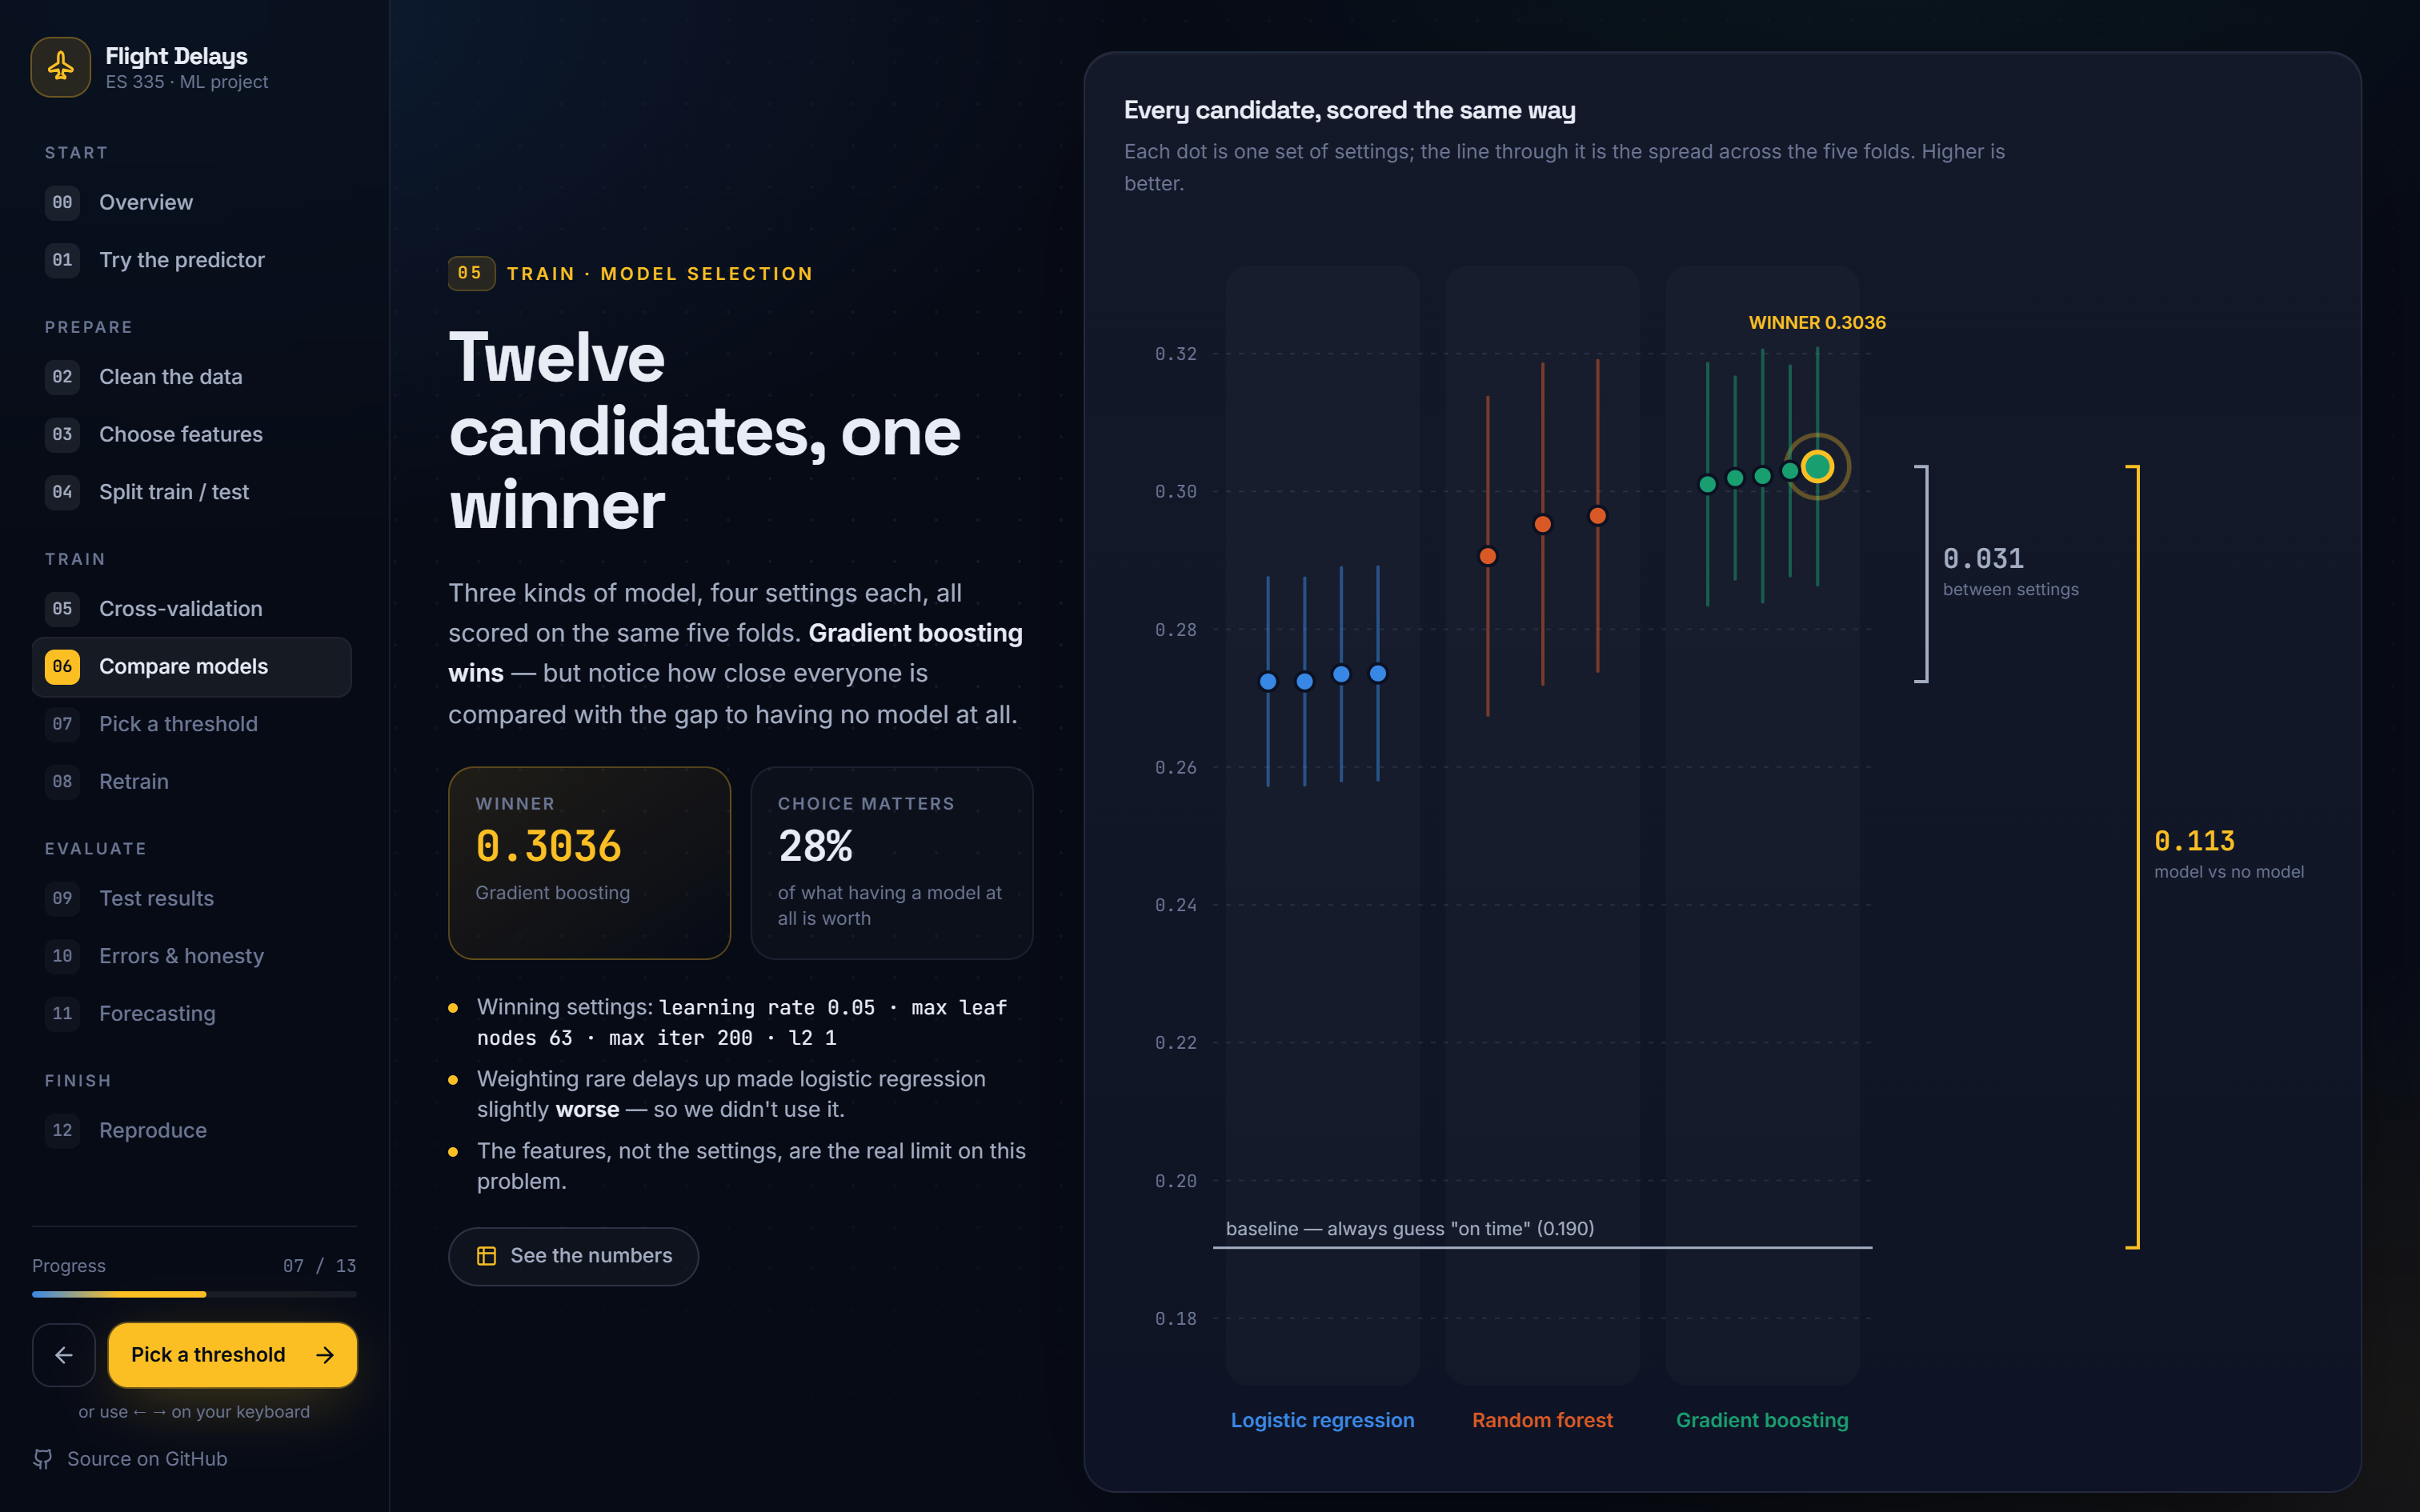 Flight Delays
ES 335 · ML project
START
00 Overview
01 Try the predictor
PREPARE
02 Clean the data
03 Choose features
04 Split train / test
TRAIN
05 Cross-validation
06 Compare models
07 Pick a threshold
08 Retrain
EVALUATE
09 Test results
10 Errors & honesty
11 Forecasting
FINISH
12 Reproduce
Progress 07 / 13
← Pick a threshold →
or use ← → on your keyboard
Source on GitHub
05 TRAIN · MODEL SELECTION
Twelve
candidates, one
winner
Three kinds of model, four settings each, all
scored on the same five folds. Gradient boosting
wins — but notice how close everyone is
compared with the gap to having no model at all.
WINNER
0.3036
Gradient boosting
CHOICE MATTERS
28%
of what having a model at
all is worth
Winning settings: learning rate 0.05 · max leaf
nodes 63 · max iter 200 · l2 1
Weighting rare delays up made logistic regression
slightly worse — so we didn't use it.
The features, not the settings, are the real limit on this
problem.
See the numbers
Every candidate, scored the same way
Each dot is one set of settings; the line through it is the spread across the five folds. Higher is
better.
WINNER 0.3036
0.32
0.30
0.28
0.26
0.24
0.22
0.20
0.18
baseline — always guess "on time" (0.190)
0.031
between settings
0.113
model vs no model
Logistic regression
Random forest
Gradient boosting